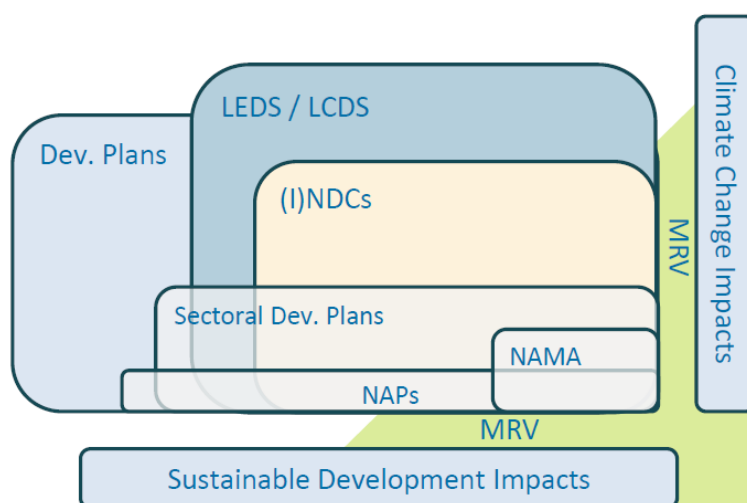 LEDS / LCDS
Dev. Plans
(I)NDCs
Sectoral Dev. Plans
NAMA
NAPs
MRV
MRV
Climate Change Impacts
Sustainable Development Impacts